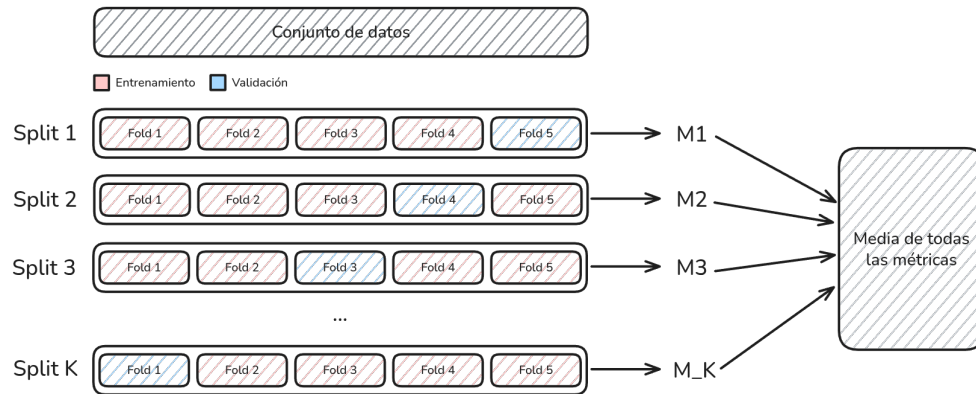 Conjunto de datos
Entrenamiento Validación
Split 1 Fold 1 Fold 2 Fold 3 Fold 4 Fold 5 M1
Split 2 Fold 1 Fold 2 Fold 3 Fold 4 Fold 5 M2
Split 3 Fold 1 Fold 2 Fold 3 Fold 4 Fold 5 M3
Media de todas
las métricas
...
Split K Fold 1 Fold 2 Fold 3 Fold 4 Fold 5 M_K